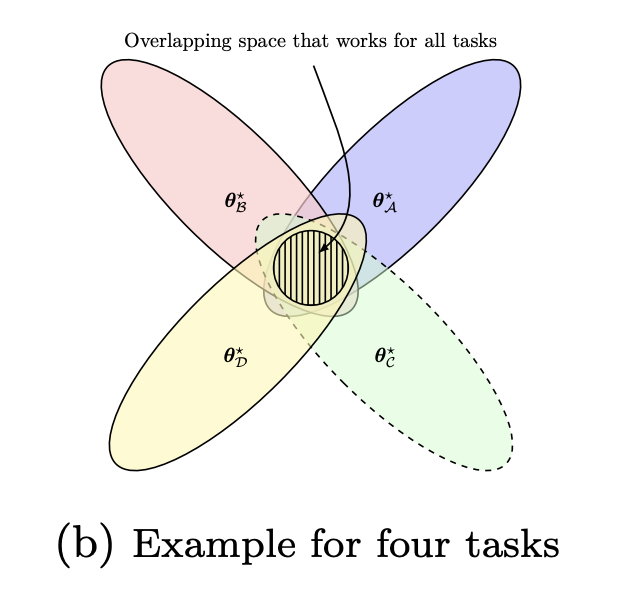 Overlapping space that works for all tasks
θ*_B
θ*_A
θ*_D
θ*_C
(b) Example for four tasks